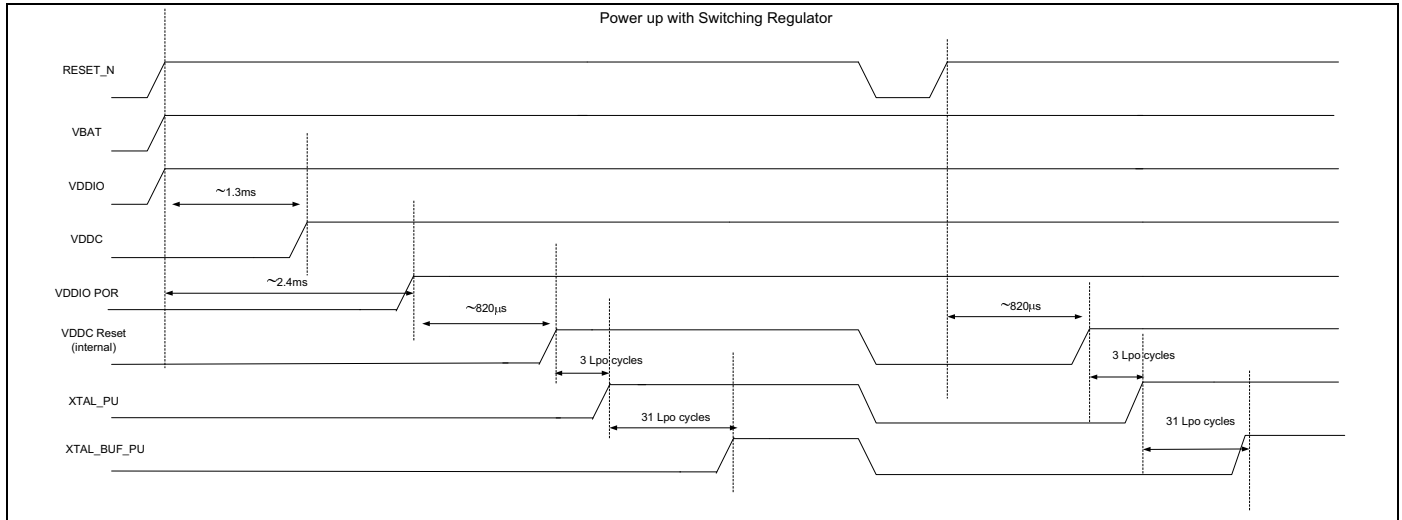 Power up with Switching Regulator
RESET_N
VBAT
VDDIO
~1.3ms
VDDC
~2.4ms
VDDIO POR
~820µs
~820µs
VDDC Reset
(internal)
3 Lpo cycles
3 Lpo cycles
XTAL_PU
31 Lpo cycles
31 Lpo cycles
XTAL_BUF_PU